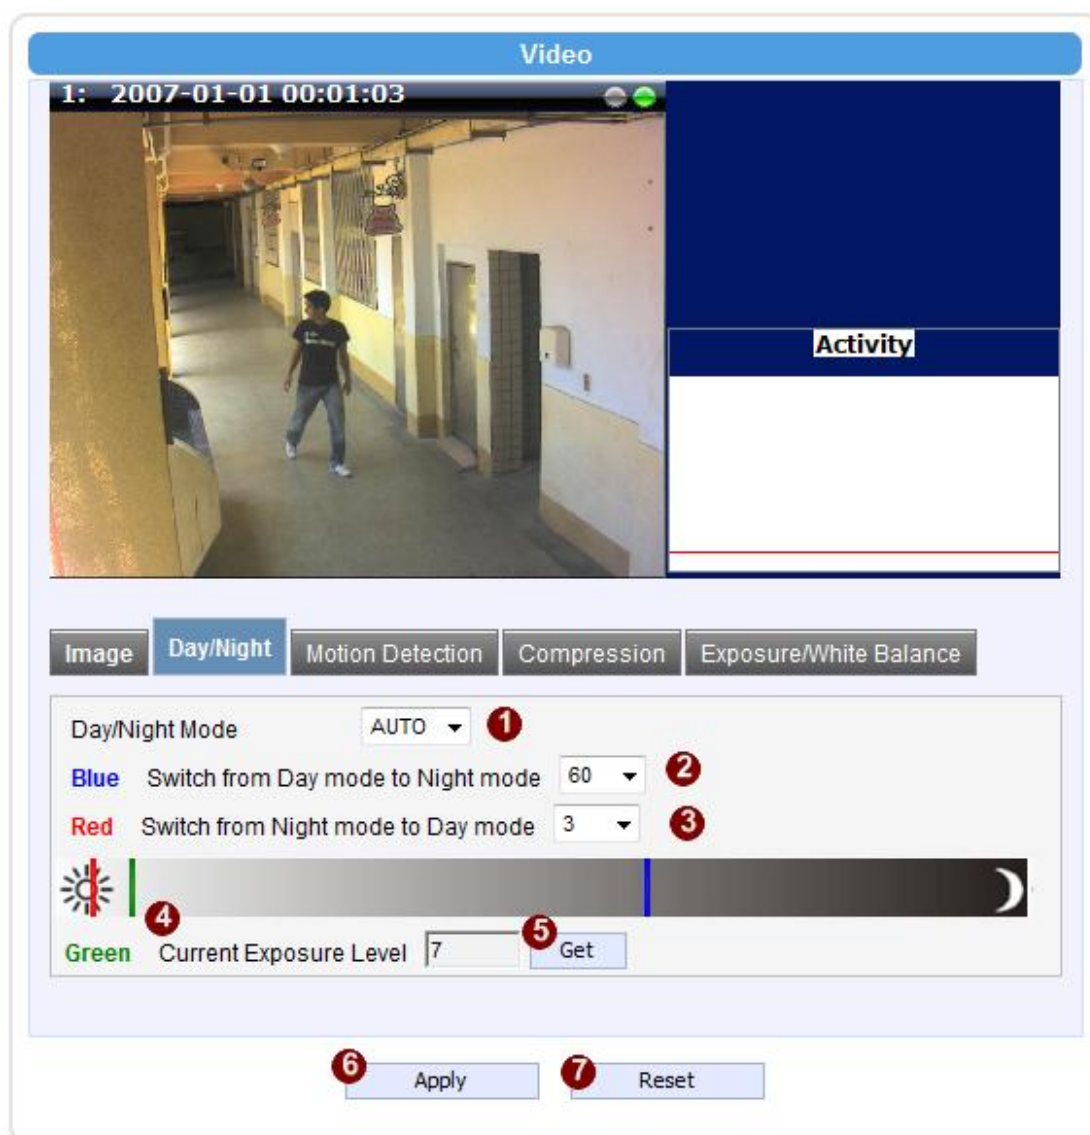 Video
1: 2007-01-01 00:01:03
Activity
Image Day/Night Motion Detection Compression Exposure/White Balance
Day/Night Mode AUTO 1
Blue Switch from Day mode to Night mode 60 2
Red Switch from Night mode to Day mode 3 3
4
Green Current Exposure Level 7 5 Get
6 Apply 7 Reset